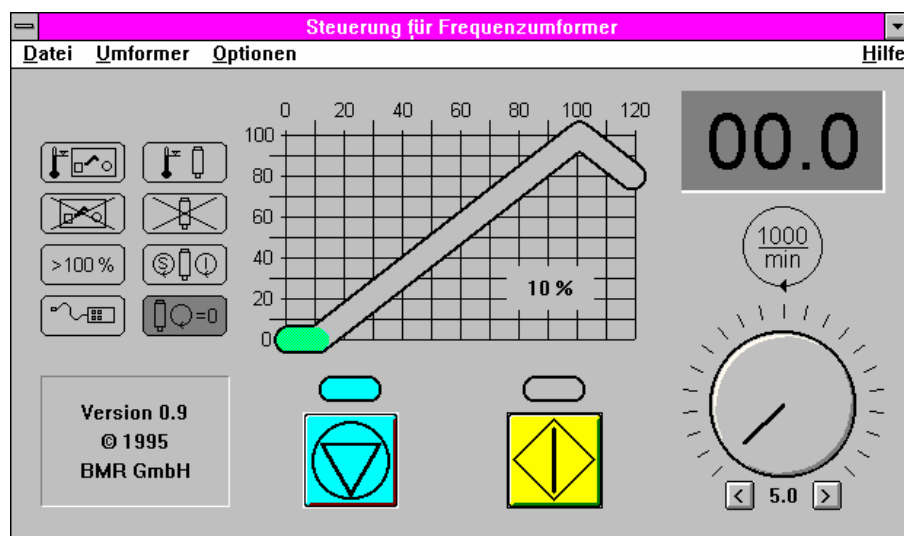 Steuerung für Frequenzumformer
Datei Umformer Optionen Hilfe
0 20 40 60 80 100 120
100
80
60
40
20
0
10 %
00.0
1000
min
>100 %
S I
=0
Version 0.9
© 1995
BMR GmbH
< 5.0 >